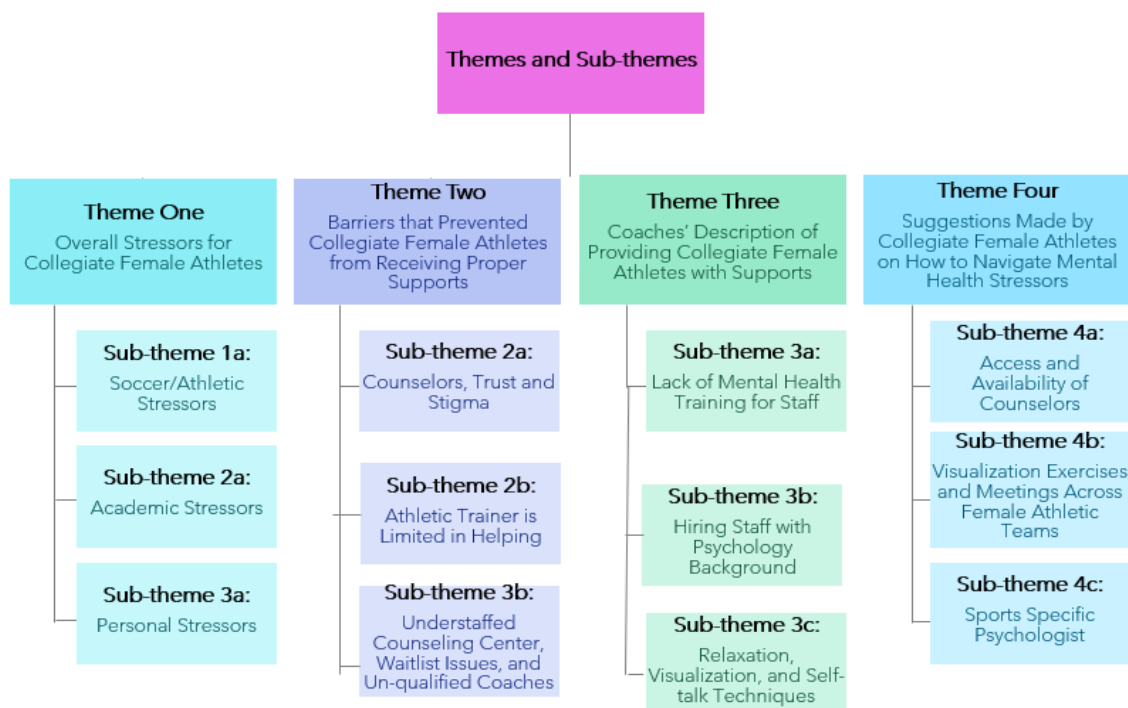 Themes and Sub-themes
Theme One
Overall Stressors for
Collegiate Female Athletes
Sub-theme 1a:
Soccer/Athletic
Stressors
Sub-theme 2a:
Academic Stressors
Sub-theme 3a:
Personal Stressors
Theme Two
Barriers that Prevented
Collegiate Female Athletes
from Receiving Proper
Supports
Sub-theme 2a:
Counselors, Trust and
Stigma
Sub-theme 2b:
Athletic Trainer is
Limited in Helping
Sub-theme 3b:
Understaffed
Counseling Center,
Waitlist Issues, and
Un-qualified Coaches
Theme Three
Coaches' Description of
Providing Collegiate Female
Athletes with Supports
Sub-theme 3a:
Lack of Mental Health
Training for Staff
Sub-theme 3b:
Hiring Staff with
Psychology
Background
Sub-theme 3c:
Relaxation,
Visualization, and Self-
talk Techniques
Theme Four
Suggestions Made by
Collegiate Female Athletes
on How to Navigate Mental
Health Stressors
Sub-theme 4a:
Access and
Availability of
Counselors
Sub-theme 4b:
Visualization Exercises
and Meetings Across
Female Athletic
Teams
Sub-theme 4c:
Sports Specific
Psychologist